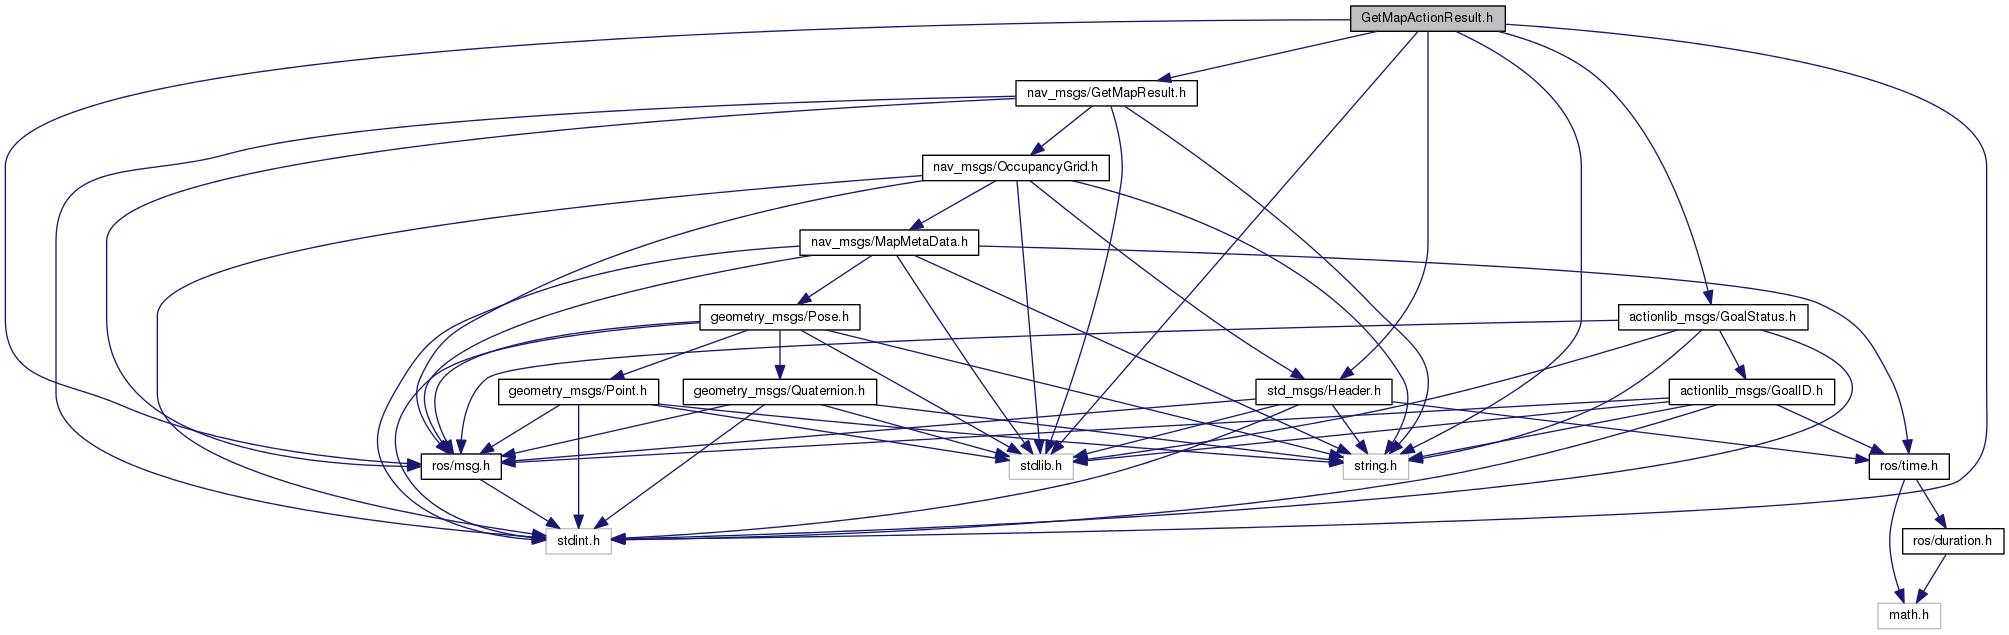 GetMapActionResult.h
nav_msgs/GetMapResult.h
nav_msgs/OccupancyGrid.h
nav_msgs/MapMetaData.h
geometry_msgs/Pose.h
actionlib_msgs/GoalStatus.h
geometry_msgs/Point.h
geometry_msgs/Quaternion.h
std_msgs/Header.h
actionlib_msgs/GoalID.h
ros/msg.h
stdlib.h
string.h
ros/time.h
stdint.h
ros/duration.h
math.h